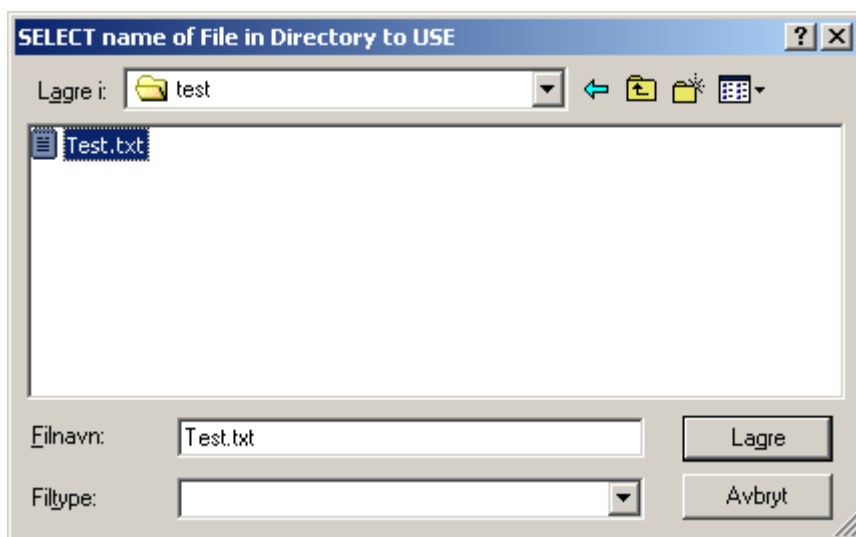 SELECT name of File in Directory to USE
Lagre i: test
Test.txt
Filnavn: Test.txt Lagre
Filtype: Avbryt